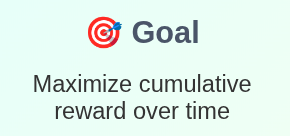 🎯 Goal
Maximize cumulative
reward over time